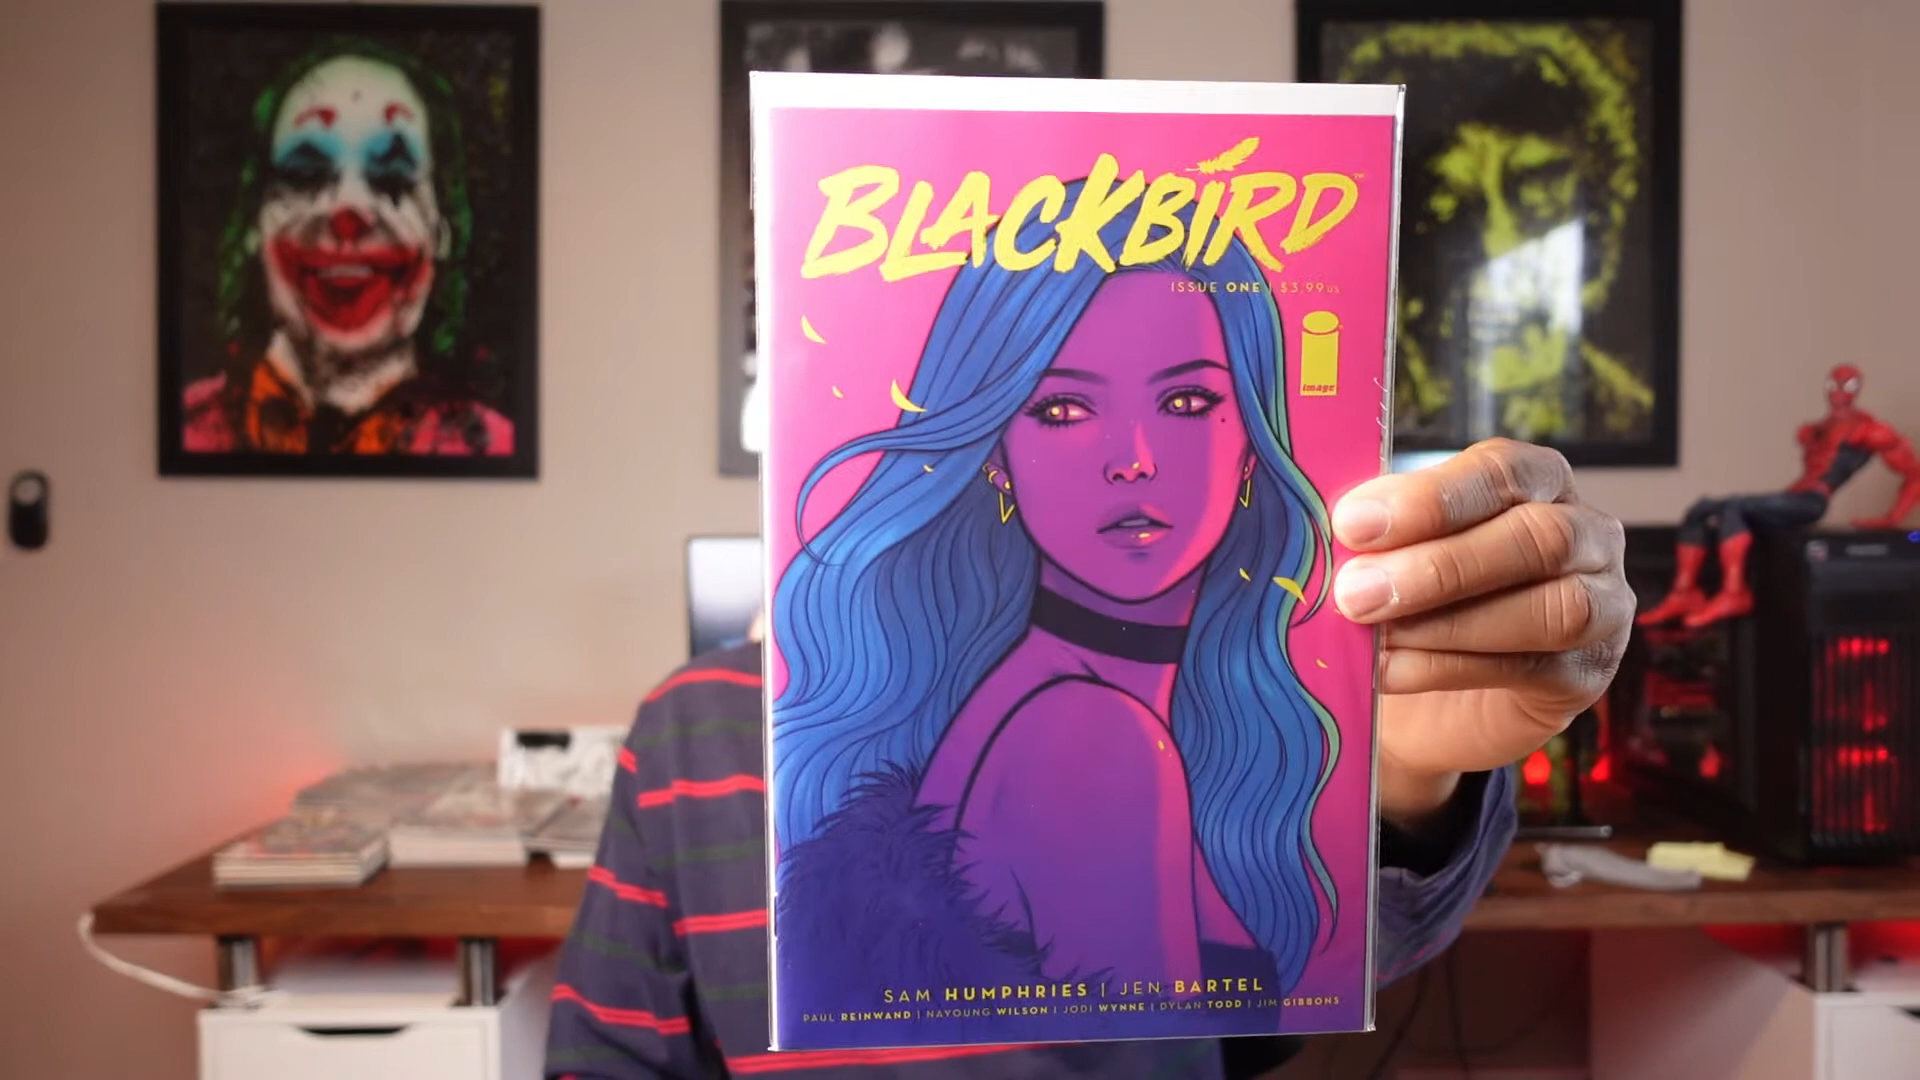 BLACKBIRD™
ISSUE ONE | $3.99 US
image
SAM HUMPHRIES | JEN BARTEL
PAUL REINWAND | NAYOUNG WILSON | JODI WYNNE | DYLAN TODD | JIM GIBBONS